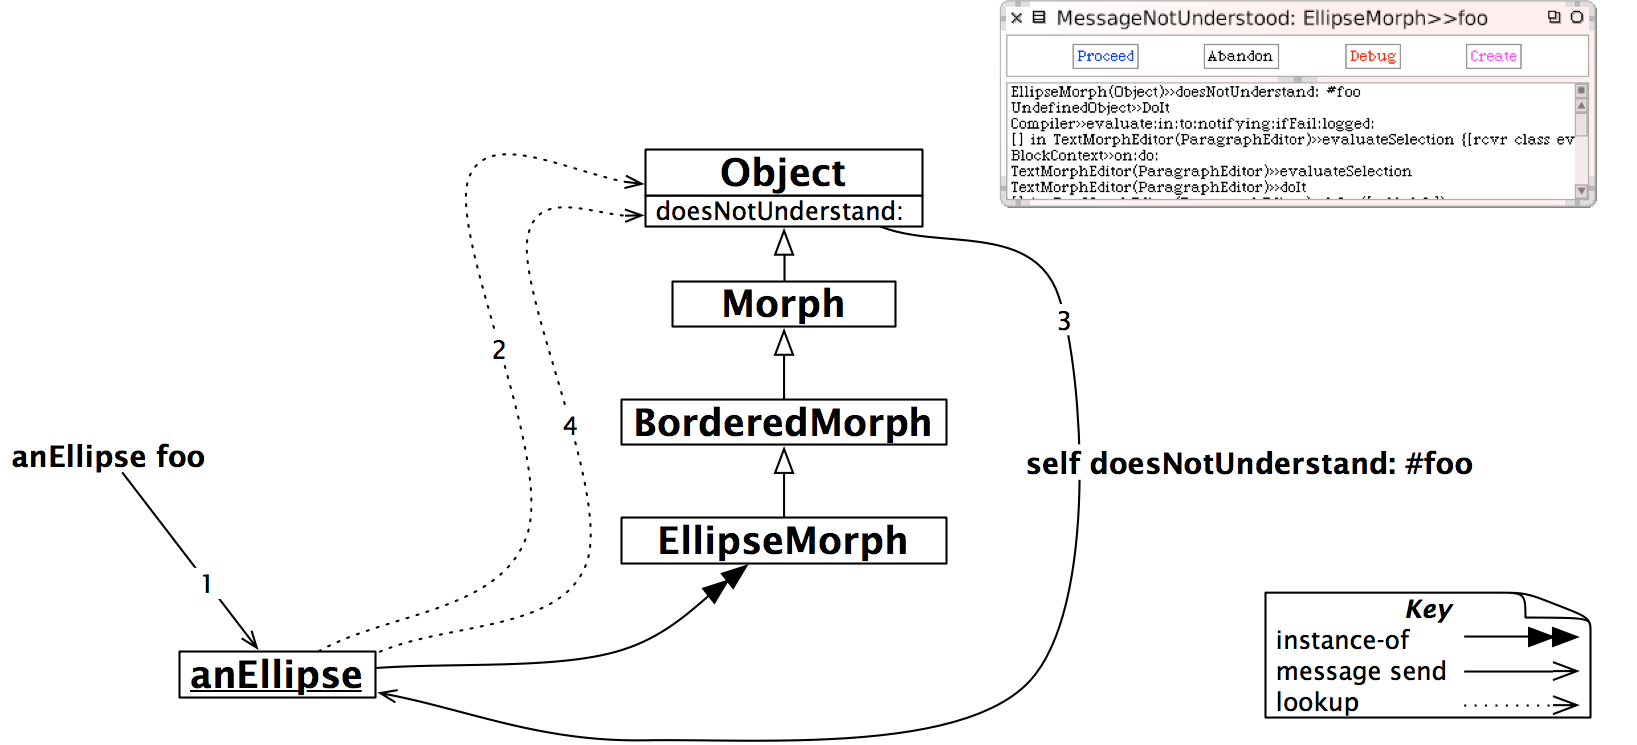 MessageNotUnderstood: EllipseMorph>>foo
Proceed Abandon Debug Create
EllipseMorph(Object)>>doesNotUnderstand: #foo
UndefinedObject>>DoIt
Compiler>>evaluate:in:to:notifying:ifFail:logged:
[] in TextMorphEditor(ParagraphEditor)>>evaluateSelection {[rcvr class ev
BlockContext>>on:do:
TextMorphEditor(ParagraphEditor)>>evaluateSelection
TextMorphEditor(ParagraphEditor)>>doIt
Object
doesNotUnderstand:
Morph
3
2
BorderedMorph
4
anEllipse foo
self doesNotUnderstand: #foo
EllipseMorph
1
anEllipse
Key
instance-of
message send
lookup